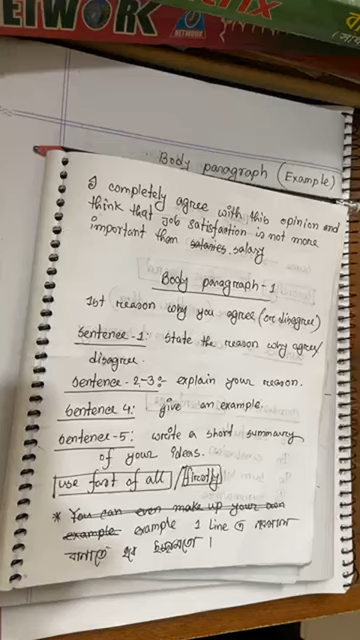 ETWORK
NETWORK
Body paragraph (Example)
I completely agree with this opinion and
think that job satisfaction is not more
important than salaries salary
Body paragraph-1
1st reason why you agree (or disagree)
Sentence-1: State the reason why agree/
disagree.
Sentence-2-3:- explain your reason.
Sentence 4: give an example.
Sentence-5: wrote a short summary
of your ideas.
use fast of all / Firstly
* You can even make up your own
example example 1 Line এ
বানাতে হবে